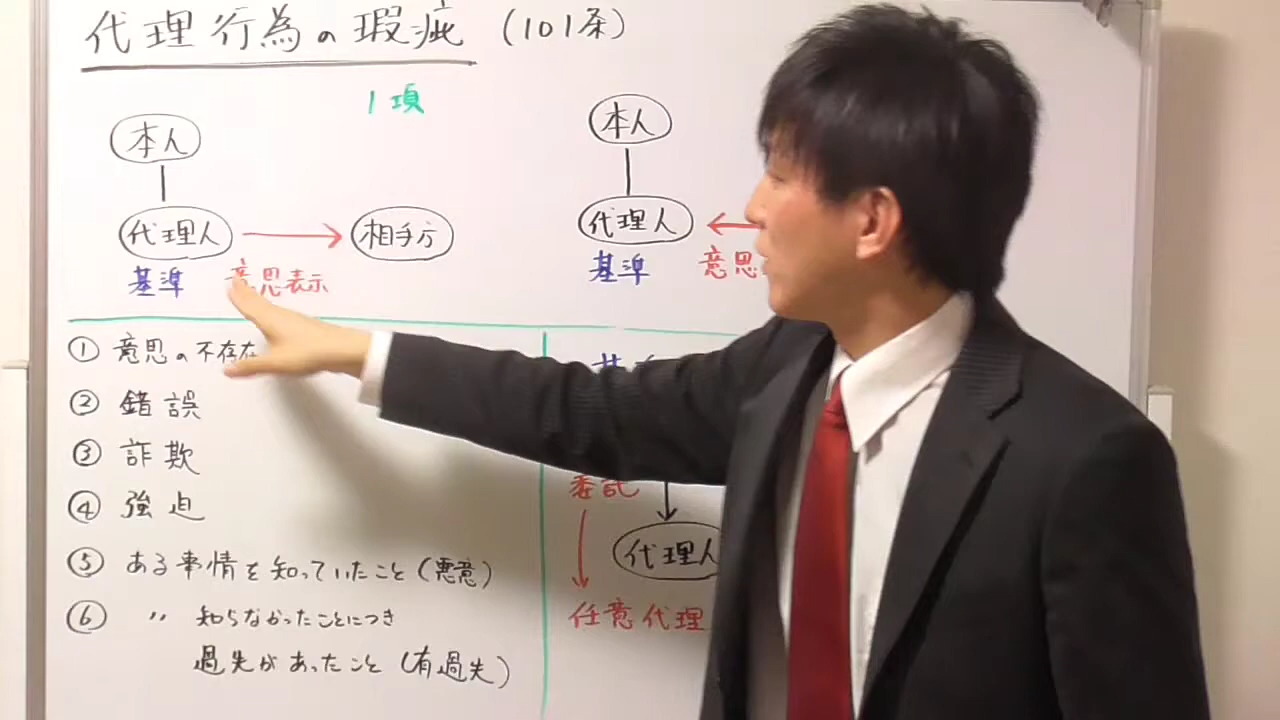 代理行為の瑕疵 (101条)
1項
本人
代理人
相手方
基準
意思表示
本人
代理人
基準
意思
① 意思の不存在
② 錯誤
③ 詐欺
④ 強迫
⑤ ある事情を知っていたこと(悪意)
⑥ 〃 知らなかったことにつき
過失があったこと(有過失)
委託
代理人
任意代理